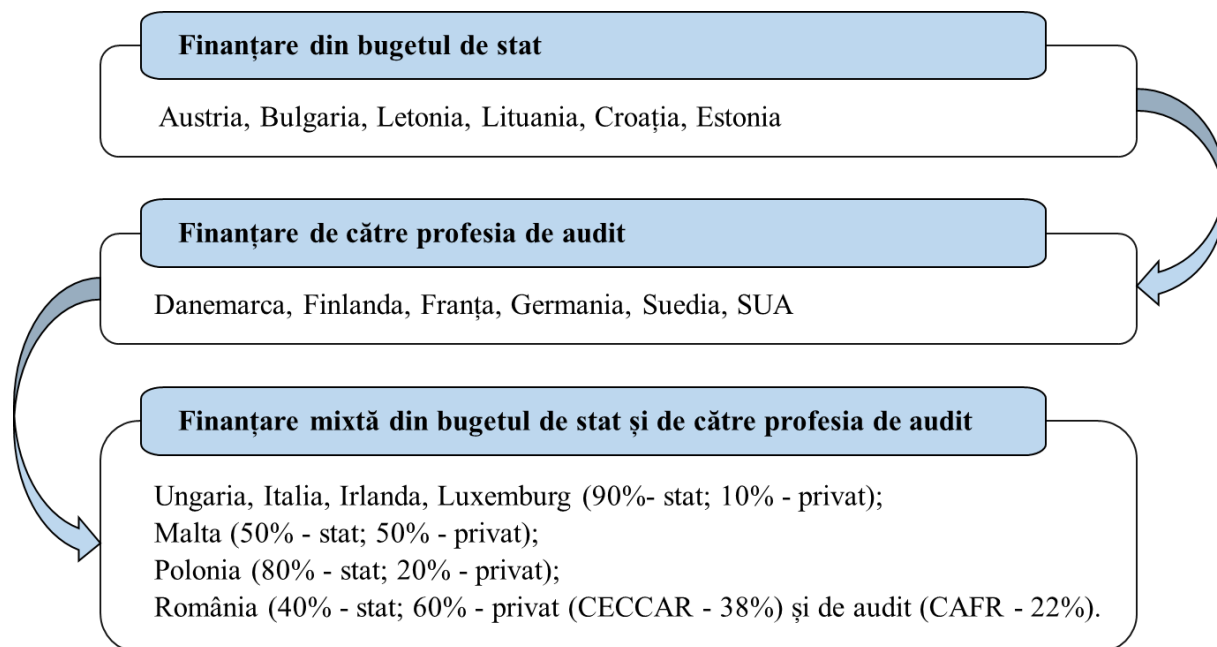 Finanțare din bugetul de stat
Austria, Bulgaria, Letonia, Lituania, Croația, Estonia
Finanțare de către profesia de audit
Danemarca, Finlanda, Franța, Germania, Suedia, SUA
Finanțare mixtă din bugetul de stat și de către profesia de audit
Ungaria, Italia, Irlanda, Luxemburg (90%- stat; 10% - privat);
Malta (50% - stat; 50% - privat);
Polonia (80% - stat; 20% - privat);
România (40% - stat; 60% - privat (CECCAR - 38%) și de audit (CAFR - 22%).